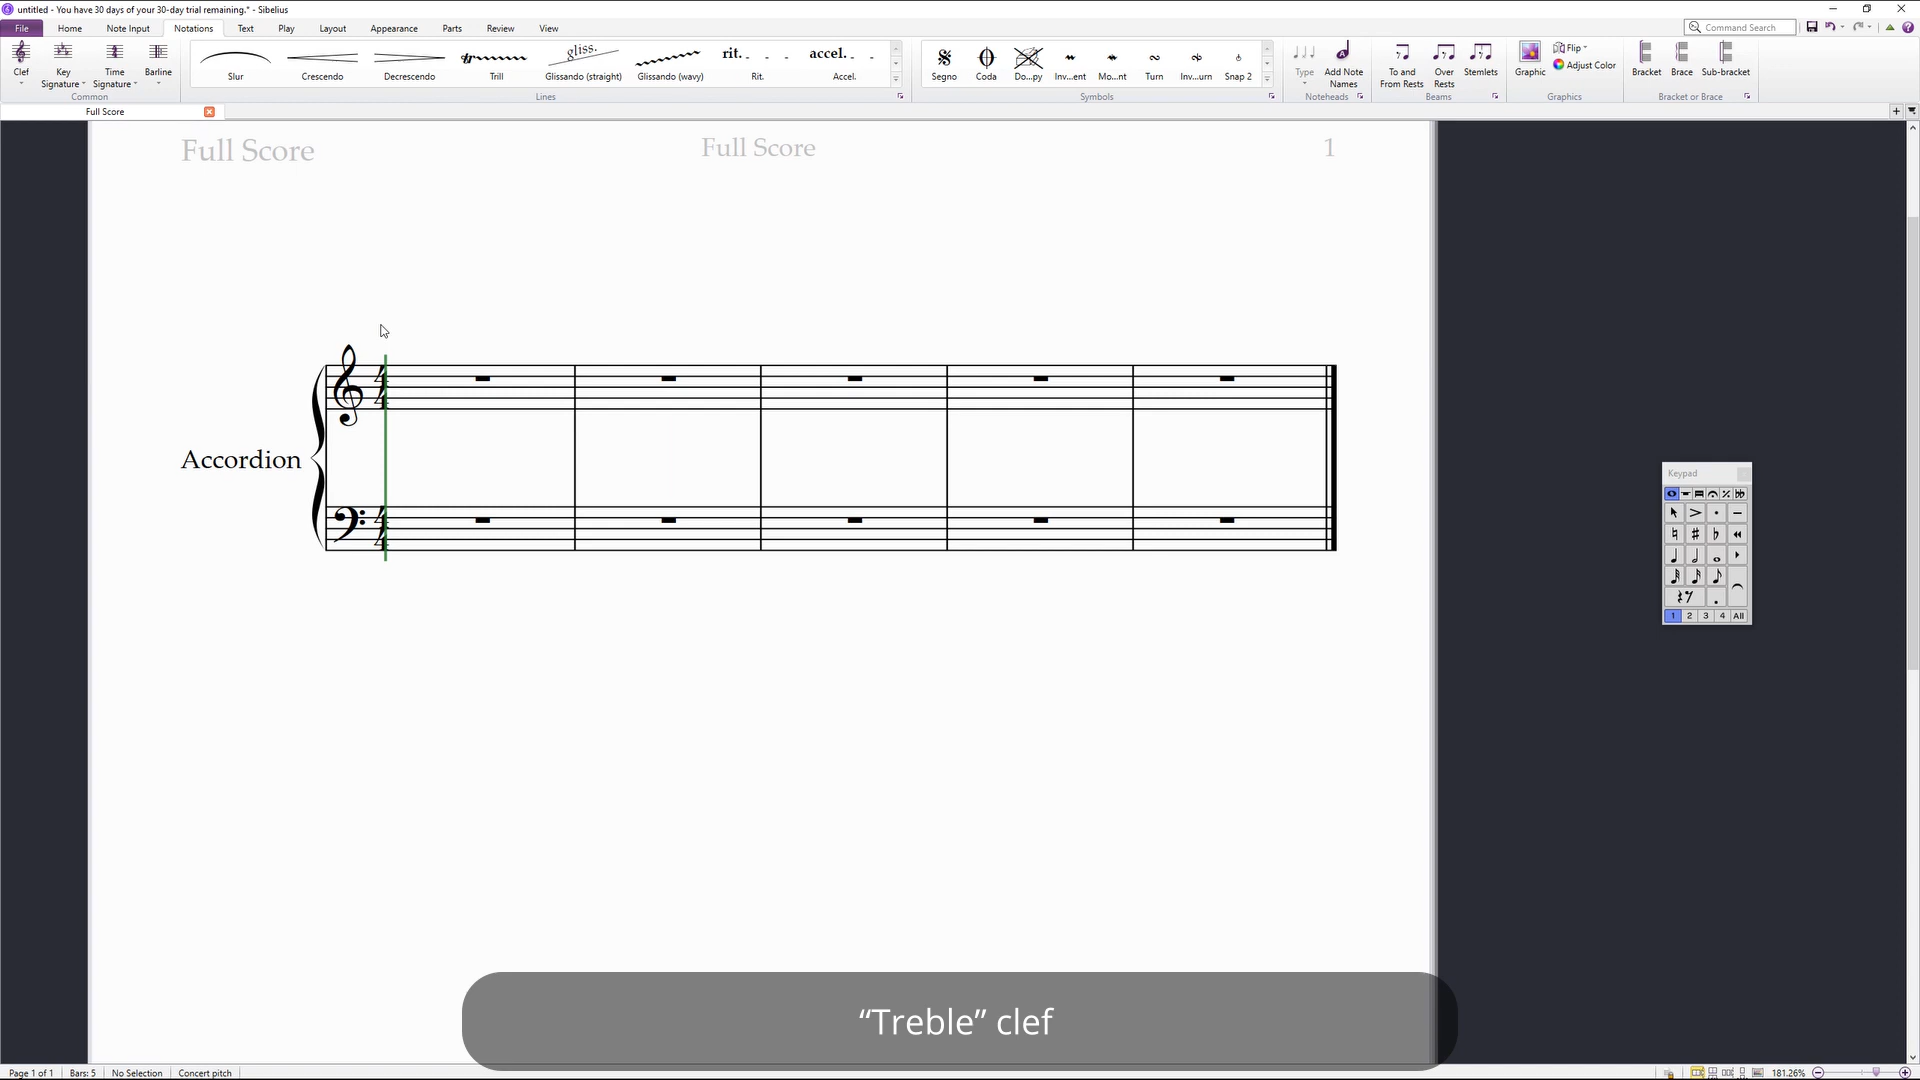 untitled - You have 30 days of your 30-day trial remaining.* - Sibelius
File Home Note Input Notations Text Play Layout Appearance Parts Review View
Command Search
Clef
Key Signature
Time Signature
Barline
Common
Slur
Crescendo
Decrescendo
Trill
gliss.
Glissando (straight)
Glissando (wavy)
rit.
Rit.
accel.
Accel.
Lines
Segno
Coda
Do...py
Inv...ent
Mo...nt
Turn
Inv...urn
Snap 2
Symbols
Type
Add Note Names
Noteheads
To and From Rests
Over Rests
Stemlets
Beams
Graphic
Flip
Adjust Color
Graphics
Bracket
Brace
Sub-bracket
Bracket or Brace
Full Score
Full Score
Full Score
1
Accordion
Keypad
1 2 3 4 All
“Treble” clef
Page 1 of 1 Bars: 5 No Selection Concert pitch
181.26%